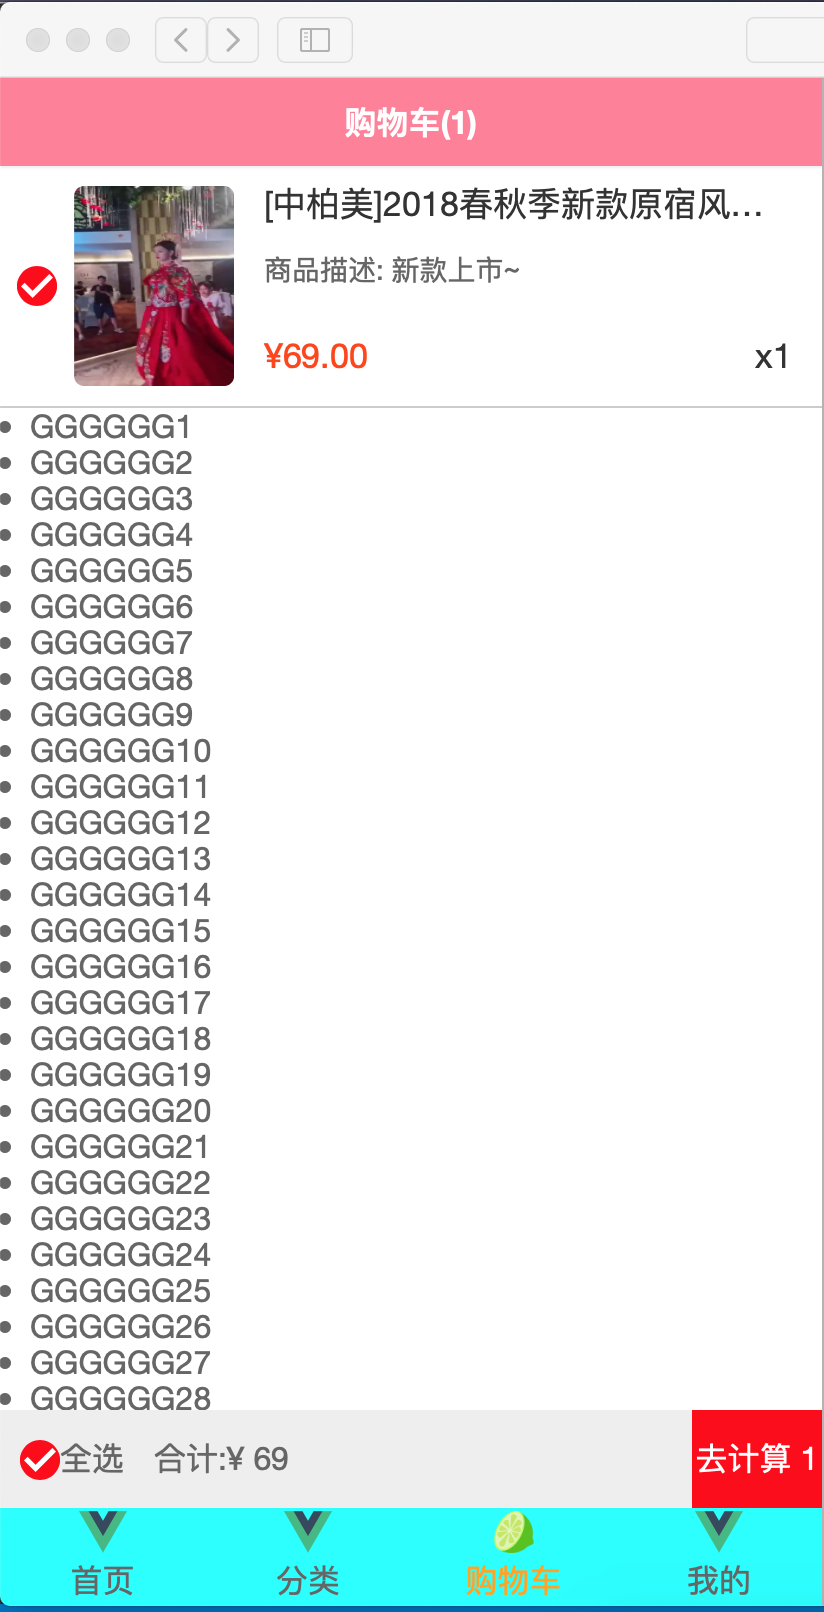 购物车(1)
[中柏美]2018春秋季新款原宿风…
商品描述: 新款上市~
¥69.00 x1
GGGGGG1
GGGGGG2
GGGGGG3
GGGGGG4
GGGGGG5
GGGGGG6
GGGGGG7
GGGGGG8
GGGGGG9
GGGGGG10
GGGGGG11
GGGGGG12
GGGGGG13
GGGGGG14
GGGGGG15
GGGGGG16
GGGGGG17
GGGGGG18
GGGGGG19
GGGGGG20
GGGGGG21
GGGGGG22
GGGGGG23
GGGGGG24
GGGGGG25
GGGGGG26
GGGGGG27
GGGGGG28
全选 合计:¥ 69 去计算 1
首页 分类 购物车 我的